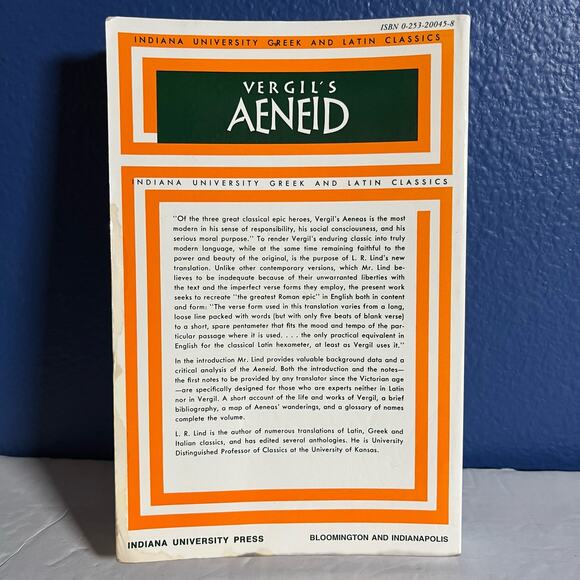 ISBN 0-253-20045-8
INDIANA UNIVERSITY GREEK AND LATIN CLASSICS
VERGIL'S
AENEID
INDIANA UNIVERSITY GREEK AND LATIN CLASSICS
"Of the three great classical epic heroes, Vergil's Aeneas is the most
modern in his sense of responsibility, his social consciousness, and his
serious moral purpose." To render Vergil's enduring classic into truly
modern language, while at the same time remaining faithful to the
power and beauty of the original, is the purpose of L. R. Lind's new
translation. Unlike other contemporary versions, which Mr. Lind be-
lieves to be inadequate because of their unwarranted liberties with
the text and the imperfect verse forms they employ, the present work
seeks to recreate "the greatest Roman epic" in English both in content
and form: "The verse form used in this translation varies from a long,
loose line packed with words (but with only five beats of blank verse)
to a short, spare pentameter that fits the mood and tempo of the par-
ticular passage where it is used. . . . the only practical equivalent in
English for the classical Latin hexameter, at least as Vergil uses it."
In the introduction Mr. Lind provides valuable background data and a
critical analysis of the Aeneid. Both the introduction and the notes—
the first notes to be provided by any translator since the Victorian age
—are specifically designed for those who are experts neither in Latin
nor in Vergil. A short account of the life and works of Vergil, a brief
bibliography, a map of Aeneas' wanderings, and a glossary of names
complete the volume.
L. R. Lind is the author of numerous translations of Latin, Greek and
Italian classics, and has edited several anthologies. He is University
Distinguished Professor of Classics at the University of Kansas.
INDIANA UNIVERSITY PRESS BLOOMINGTON AND INDIANAPOLIS